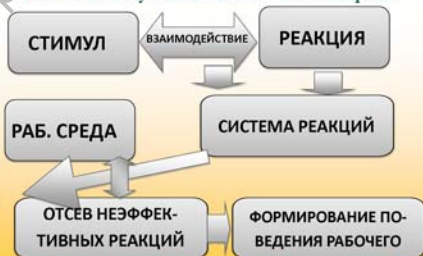 СТИМУЛ
ВЗАИМОДЕЙСТВИЕ
РЕАКЦИЯ
РАБ. СРЕДА
СИСТЕМА РЕАКЦИЙ
ОТСЕВ НЕЭФФЕК-
ТИВНЫХ РЕАКЦИЙ
ФОРМИРОВАНИЕ ПО-
ВЕДЕНИЯ РАБОЧЕГО